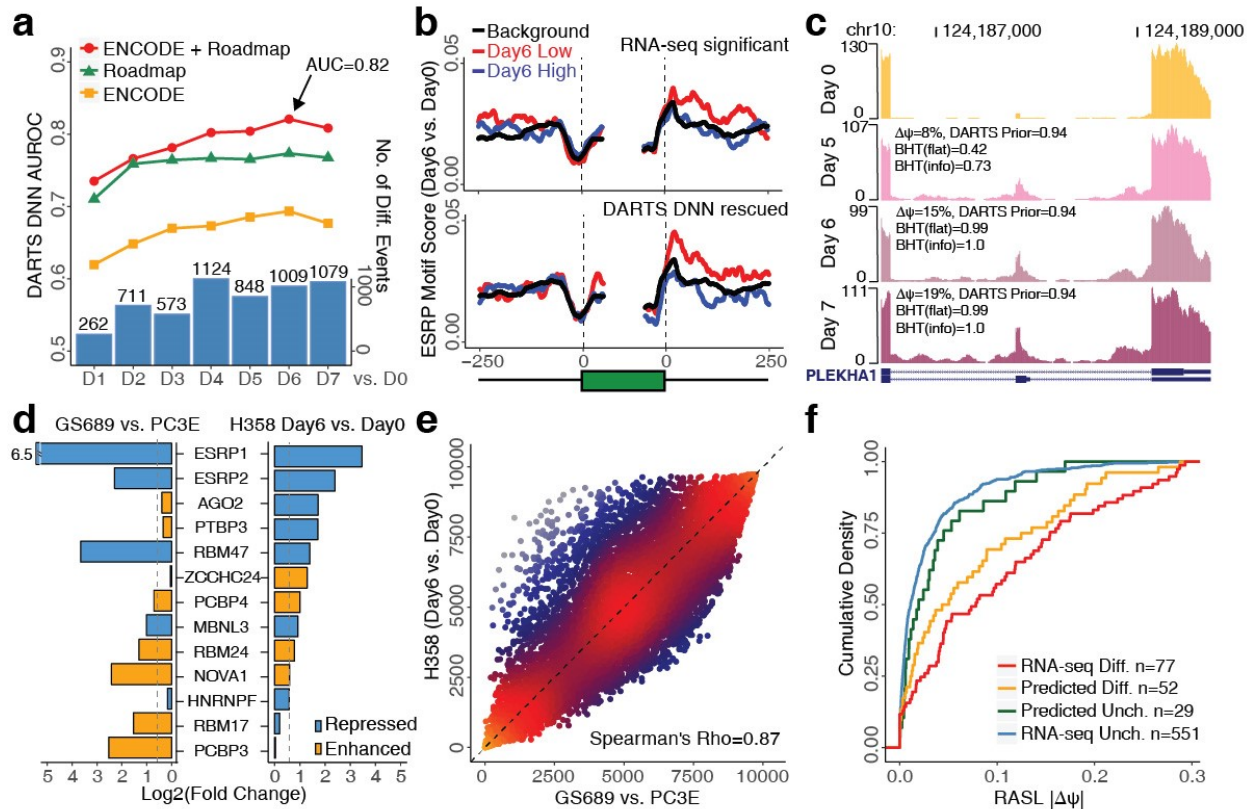 a
ENCODE + Roadmap
Roadmap
ENCODE
AUC=0.82
DARTS DNN AUROC
0.9
0.8
0.7
0.6
0.5
No. of Diff. Events
1000
0
262
711
573
1124
848
1009
1079
D1 D2 D3 D4 D5 D6 D7 vs. D0
b
Background
Day6 Low
Day6 High
RNA-seq significant
DARTS DNN rescued
ESRP Motif Score (Day6 vs. Day0)
0.05
0.00
0.05
0.00
−250 0 0 250
c
chr10: 124,187,000 124,189,000
Day 0
130
0
Day 5
107
0
Δψ=8%, DARTS Prior=0.94
BHT(flat)=0.42
BHT(info)=0.73
Day 6
99
0
Δψ=15%, DARTS Prior=0.94
BHT(flat)=0.99
BHT(info)=1.0
Day 7
111
0
Δψ=19%, DARTS Prior=0.94
BHT(flat)=0.99
BHT(info)=1.0
PLEKHA1
d
GS689 vs. PC3E
H358 Day6 vs. Day0
6.5
ESRP1
ESRP2
AGO2
PTBP3
RBM47
ZCCHC24
PCBP4
MBNL3
RBM24
NOVA1
HNRNPF
RBM17
PCBP3
Repressed
Enhanced
5 4 3 2 1 0
0 1 2 3 4 5
Log2(Fold Change)
e
H358 (Day6 vs. Day0)
10000
7500
5000
2500
0
Spearman's Rho=0.87
0 2500 5000 7500 10000
GS689 vs. PC3E
f
Cumulative Density
1.00
0.75
0.50
0.25
0.00
RNA-seq Diff. n=77
Predicted Diff. n=52
Predicted Unch. n=29
RNA-seq Unch. n=551
0.0 0.1 0.2 0.3
RASL |Δψ|